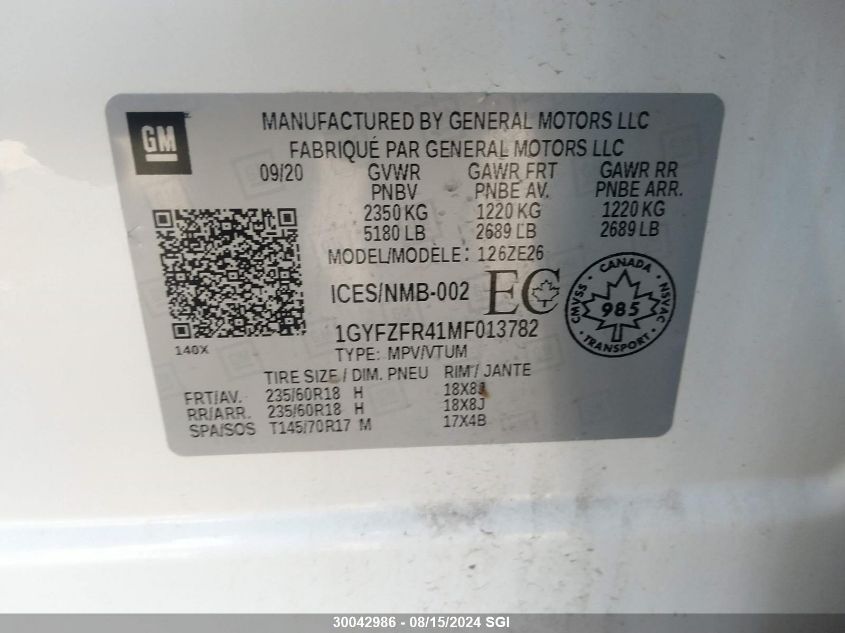 GM
MANUFACTURED BY GENERAL MOTORS LLC
FABRIQUÉ PAR GENERAL MOTORS LLC
09/20 GVWR GAWR FRT GAWR RR
PNBV PNBE AV. PNBE ARR.
2350 KG 1220 KG 1220 KG
5180 LB 2689 LB 2689 LB
MODEL/MODÈLE: 126ZE26
ICES/NMB-002 EC
CANADA
CMVSS 985 NSVAC
TRANSPORT
1GYFZFR41MF013782
140X
TYPE: MPV/VTUM
TIRE SIZE / DIM. PNEU RIM / JANTE
FRT/AV. 235/60R18 H 18X8J
RR/ARR. 235/60R18 H 18X8J
SPA/SOS T145/70R17 M 17X4B
30042986 - 08/15/2024 SGI